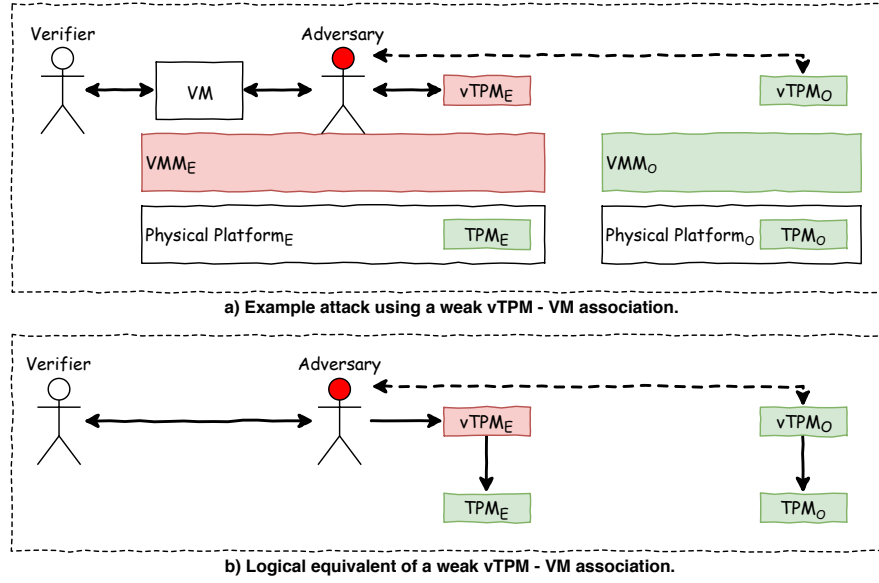 Verifier
Adversary
VM
vTPM_E
vTPM_O
VMM_E
VMM_O
Physical Platform_E
TPM_E
Physical Platform_O
TPM_O
a) Example attack using a weak vTPM - VM association.
Verifier
Adversary
vTPM_E
vTPM_O
TPM_E
TPM_O
b) Logical equivalent of a weak vTPM - VM association.